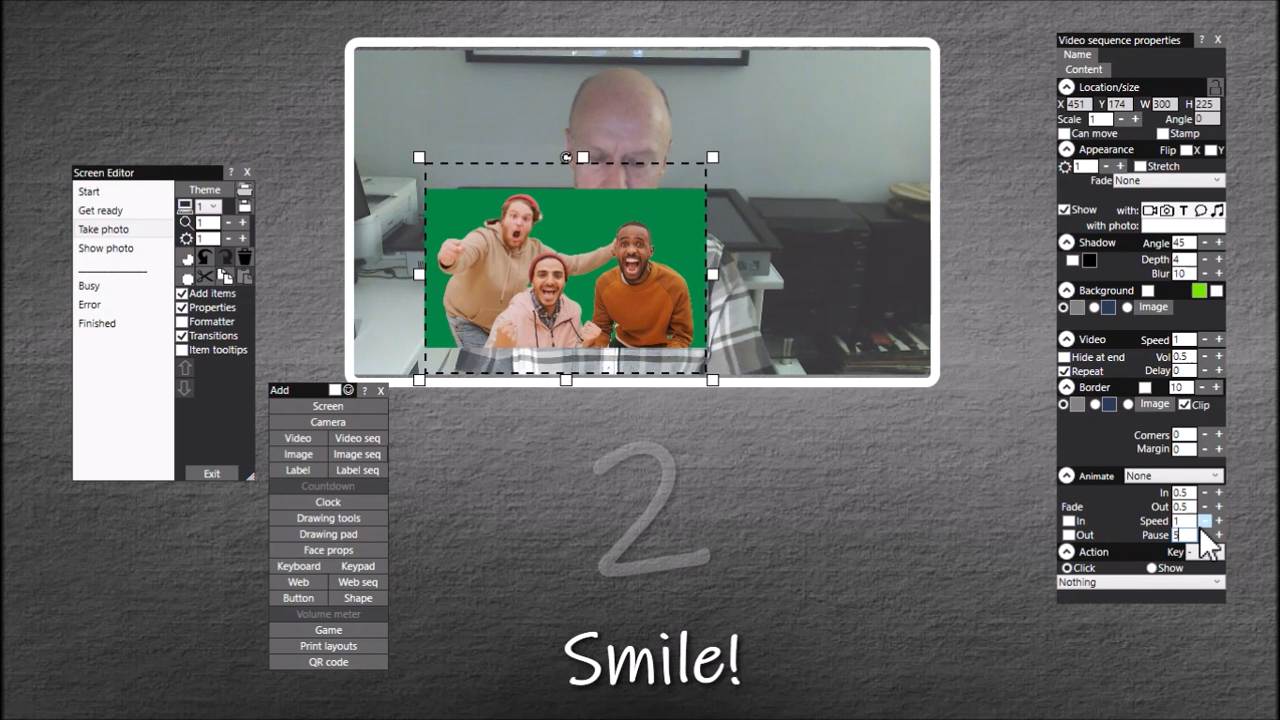 Screen Editor ? X
Start
Get ready
Take photo
Show photo
Busy
Error
Finished
Theme
1
1
1
Add items
Properties
Formatter
Transitions
Item tooltips
Exit
Add ? X
Screen
Camera
Video Video seq
Image Image seq
Label Label seq
Countdown
Clock
Drawing tools
Drawing pad
Face props
Keyboard Keypad
Web Web seq
Button Shape
Volume meter
Game
Print layouts
QR code
2
Smile!
Video sequence properties ? X
Name
Content
Location/size
X 451 Y 174 W 300 H 225
Scale 1 - + Angle 0
Can move Stamp
Appearance Flip X Y
1 - + Stretch
Fade None
Show with: T
with photo:
Shadow Angle 45
Depth 4
Blur 10
Background
Image
Video Speed 1
Hide at end Vol 0.5
Repeat Delay 0
Border 10 - +
Image Clip
Corners 0 - +
Margin 0 - +
Animate None
In 0.5 - +
Fade Out 0.5 - +
In Speed 1 - +
Out Pause 5 +
Action Key -
Click Show
Nothing